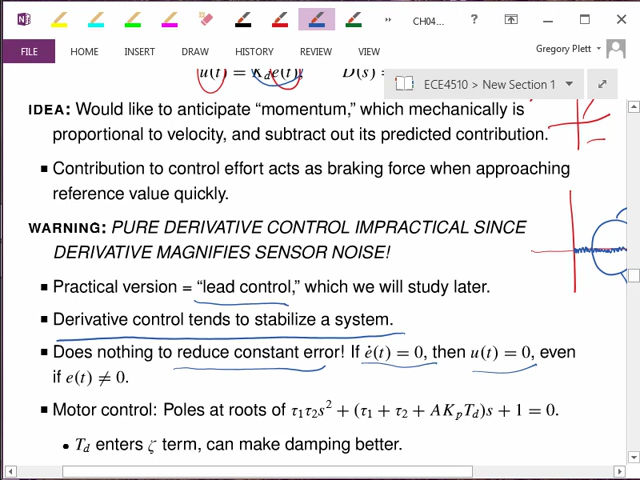 CH04...
Gregory Plett
FILE HOME INSERT DRAW HISTORY REVIEW VIEW
u(t) = K_d ė(t), D(s) =
ECE4510 > New Section 1
IDEA: Would like to anticipate “momentum,” which mechanically is
proportional to velocity, and subtract out its predicted contribution.
■ Contribution to control effort acts as braking force when approaching
reference value quickly.
WARNING: PURE DERIVATIVE CONTROL IMPRACTICAL SINCE
DERIVATIVE MAGNIFIES SENSOR NOISE!
■ Practical version = “lead control,” which we will study later.
■ Derivative control tends to stabilize a system.
■ Does nothing to reduce constant error! If ė(t) = 0, then u(t) = 0, even
if e(t) ≠ 0.
■ Motor control: Poles at roots of τ₁τ₂s² + (τ₁ + τ₂ + AKₚT_d)s + 1 = 0.
• T_d enters ζ term, can make damping better.